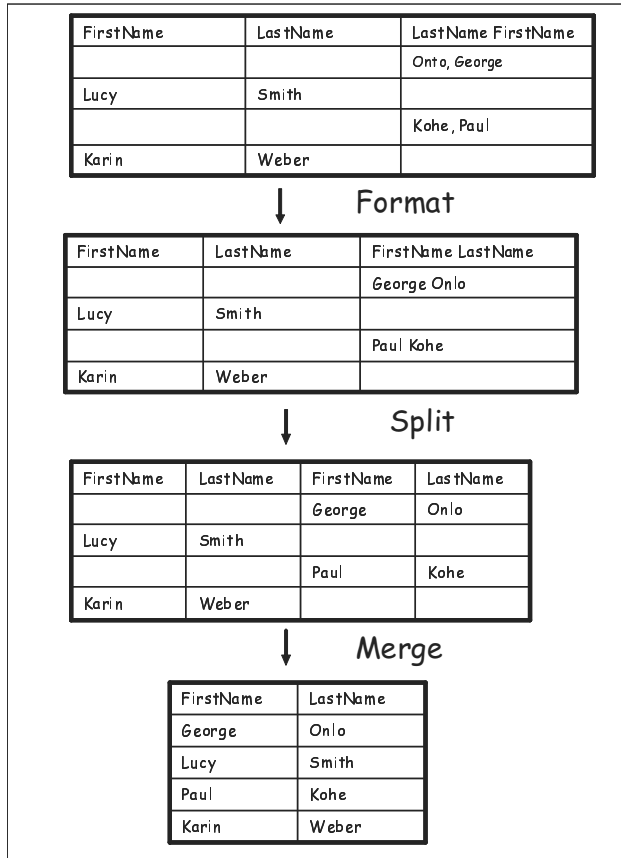 FirstName LastName LastName FirstName
Onto, George
Lucy Smith
Kohe, Paul
Karin Weber
Format
FirstName LastName FirstName LastName
George Onlo
Lucy Smith
Paul Kohe
Karin Weber
Split
FirstName LastName FirstName LastName
George Onlo
Lucy Smith
Paul Kohe
Karin Weber
Merge
FirstName LastName
George Onlo
Lucy Smith
Paul Kohe
Karin Weber